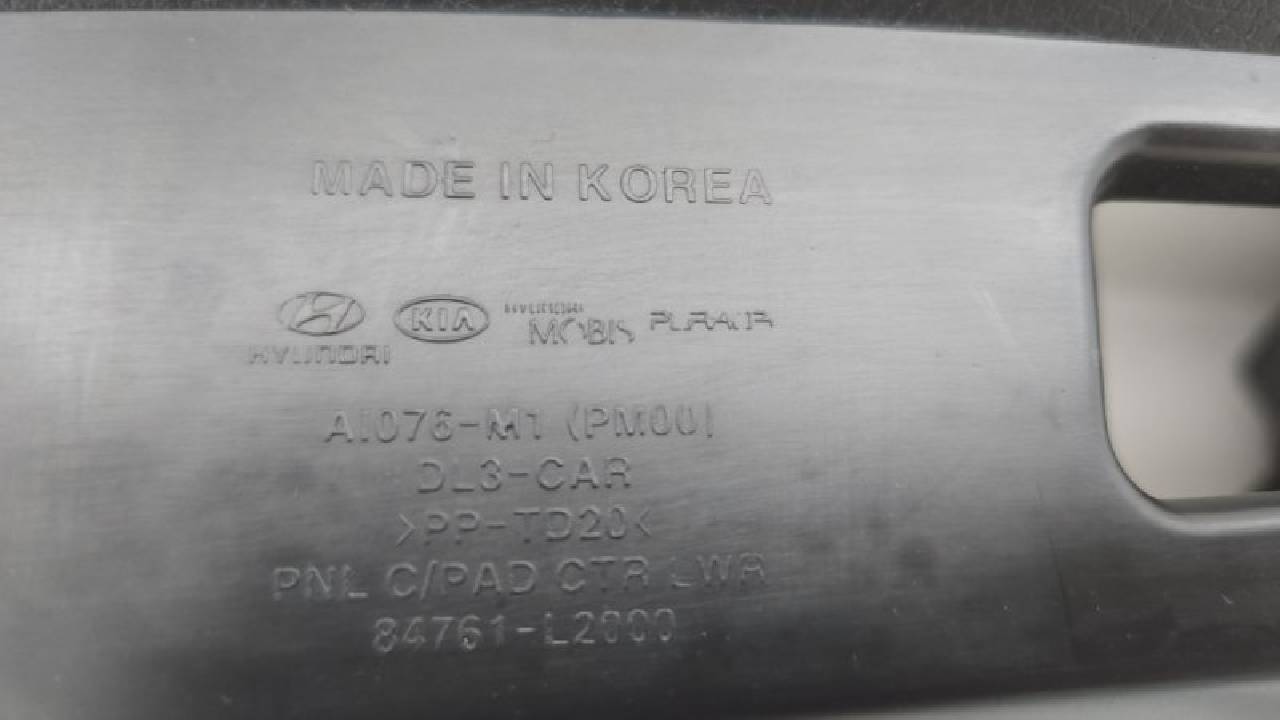 MADE IN KOREA
HYUNDAI KIA HYUNDAI MOBIS
AI076-M1 (PM00)
DL3-CAR
>PP-TD20<
PNL C/PAD CTR LWR
84761-L2000